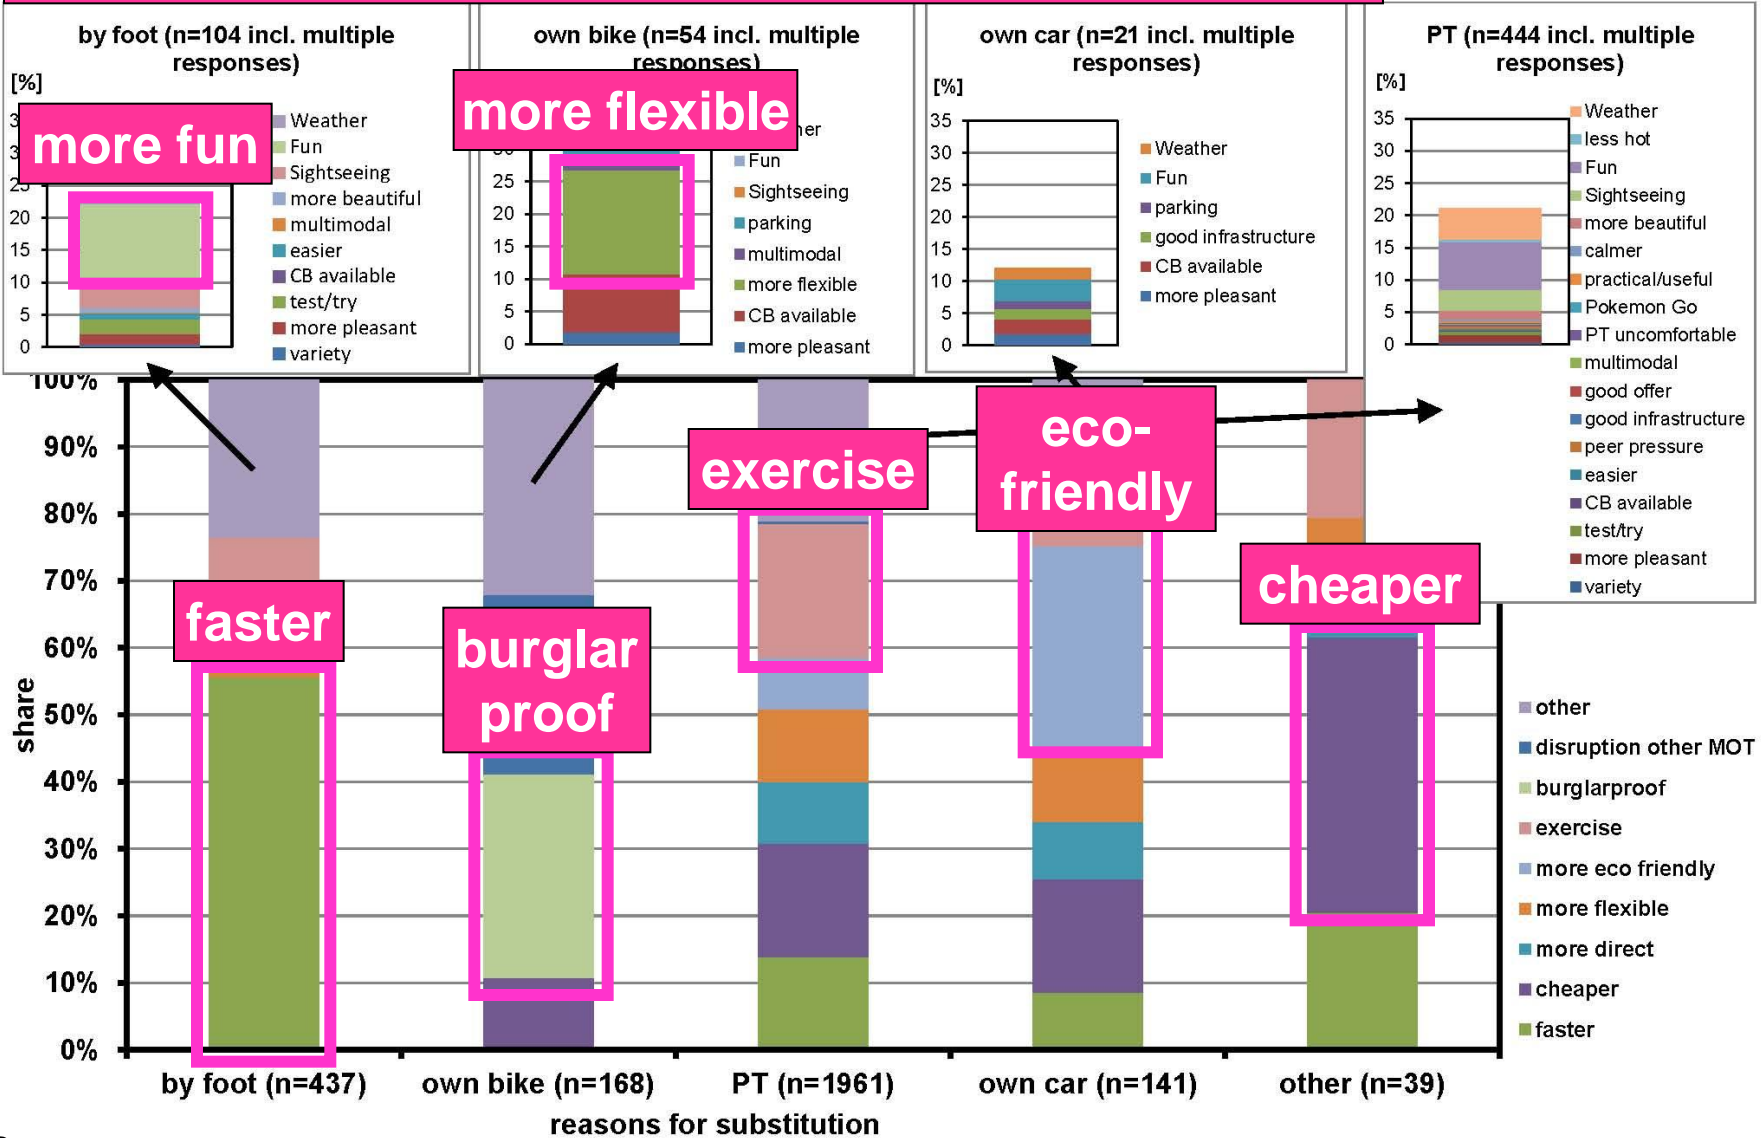 by foot (n=104 incl. multiple
responses)
[%]
more fun
25
20
15
10
5
0
Weather
Fun
Sightseeing
more beautiful
multimodal
easier
CB available
test/try
more pleasant
variety
own bike (n=54 incl. multiple
responses)
more flexible
25
20
15
10
5
0
Fun
Sightseeing
parking
multimodal
more flexible
CB available
more pleasant
own car (n=21 incl. multiple
responses)
[%]
35
30
25
20
15
10
5
0
Weather
Fun
parking
good infrastructure
CB available
more pleasant
PT (n=444 incl. multiple
responses)
[%]
35
30
25
20
15
10
5
0
Weather
less hot
Fun
Sightseeing
more beautiful
calmer
practical/useful
Pokemon Go
PT uncomfortable
multimodal
good offer
good infrastructure
peer pressure
easier
CB available
test/try
more pleasant
variety
100%
90%
80%
70%
60%
50%
40%
30%
20%
10%
0%
share
faster
burglar
proof
exercise
eco-
friendly
cheaper
other
disruption other MOT
burglarproof
exercise
more eco friendly
more flexible
more direct
cheaper
faster
by foot (n=437)
own bike (n=168)
PT (n=1961)
own car (n=141)
other (n=39)
reasons for substitution